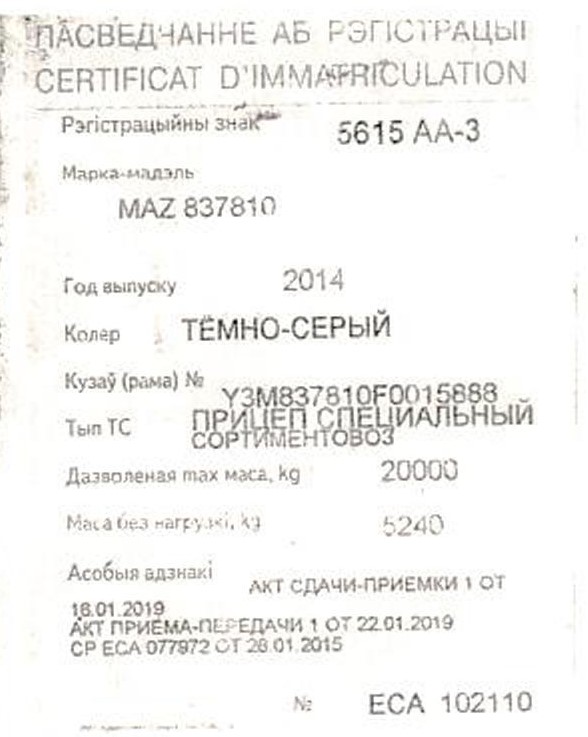 ПАСВЕДЧАННЕ АБ РЭГІСТРАЦЫІ
CERTIFICAT D'IMMATRICULATION
Рэгістрацыйны знак 5615 AA-3
Марка-мадэль
MAZ 837810
Год выпуску 2014
Колер ТЁМНО-СЕРЫЙ
Кузаў (рама) № Y3M837810F0015888
Тып ТС ПРИЦЕП СПЕЦИАЛЬНЫЙ
СОРТИМЕНТОВОЗ
Дазволеная max маса, kg 20000
Маса без нагрузкі, kg 5240
Асобыя адзнакі АКТ СДАЧИ-ПРИЕМКИ 1 ОТ
18.01.2019
АКТ ПРИЕМА-ПЕРЕДАЧИ 1 ОТ 22.01.2019
СР ЕСА 077972 ОТ 28.01.2015
№ ECA 102110